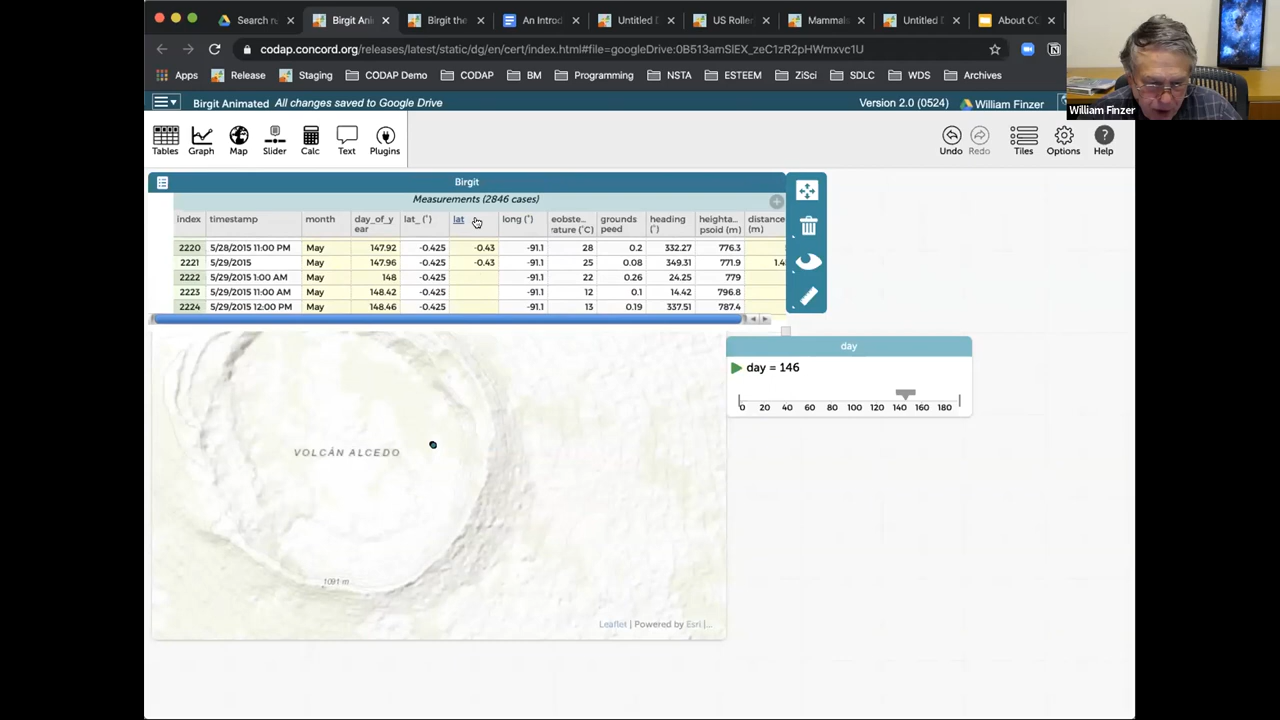 Search r
Birgit Ani
Birgit the
An Introd
Untitled D
US Roller
Mammals
Untitled D
About CO
codap.concord.org/releases/latest/static/dg/en/cert/index.html#file=googleDrive:0B513amSlEX_zeC1zR2pHWmxvc1U
Apps Release Staging CODAP Demo CODAP BM Programming NSTA ESTEEM ZiSci SDLC WDS Archives
William Finzer
Birgit Animated All changes saved to Google Drive Version 2.0 (0524) William Finzer
Tables Graph Map Slider Calc Text Plugins Undo Redo Tiles Options Help
Birgit
Measurements (2846 cases)
index timestamp month day_of_y ear lat_ (°) lat long (°) eobste... rature (°C) grounds peed heading (°) heighta... psoid (m) distance (m)
2220 5/28/2015 11:00 PM May 147.92 -0.425 -0.43 -91.1 28 0.2 332.27 776.3
2221 5/29/2015 May 147.96 -0.425 -0.43 -91.1 25 0.08 349.31 771.9 1.4
2222 5/29/2015 1:00 AM May 148 -0.425 -91.1 22 0.26 24.25 779
2223 5/29/2015 11:00 AM May 148.42 -0.425 -91.1 12 0.1 14.42 796.8
2224 5/29/2015 12:00 PM May 148.46 -0.425 -91.1 13 0.19 337.51 787.4
day
day = 146
0 20 40 60 80 100 120 140 160 180
VOLCÁN ALCEDO
1091 m
Leaflet | Powered by Esri |...